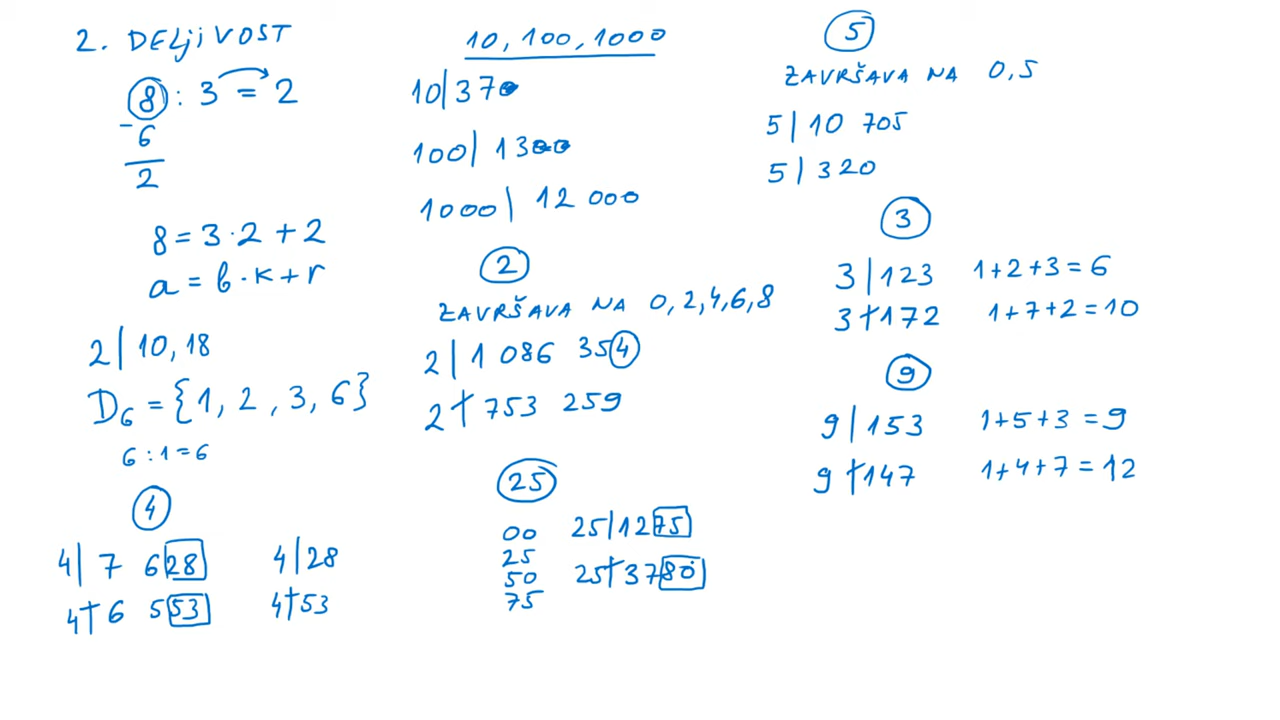 2. DELjIVOST
8 : 3 = 2
-6
2
8 = 3 · 2 + 2
a = b · k + r
2 | 10, 18
D₆ = {1, 2, 3, 6}
6 : 1 = 6
4
4 | 7 628 4 | 28
4 ∤ 6 553 4 ∤ 53
10, 100, 1000
10 | 370
100 | 1300
1000 | 12 000
2
ZAVRŠAVA NA 0, 2, 4, 6, 8
2 | 1 086 354
2 ∤ 753 259
25
00
25
50
75
25 | 1275
25 ∤ 3780
5
ZAVRŠAVA NA 0, 5
5 | 10 705
5 | 320
3
3 | 123 1+2+3 = 6
3 ∤ 172 1+7+2 = 10
9
9 | 153 1+5+3 = 9
9 ∤ 147 1+4+7 = 12